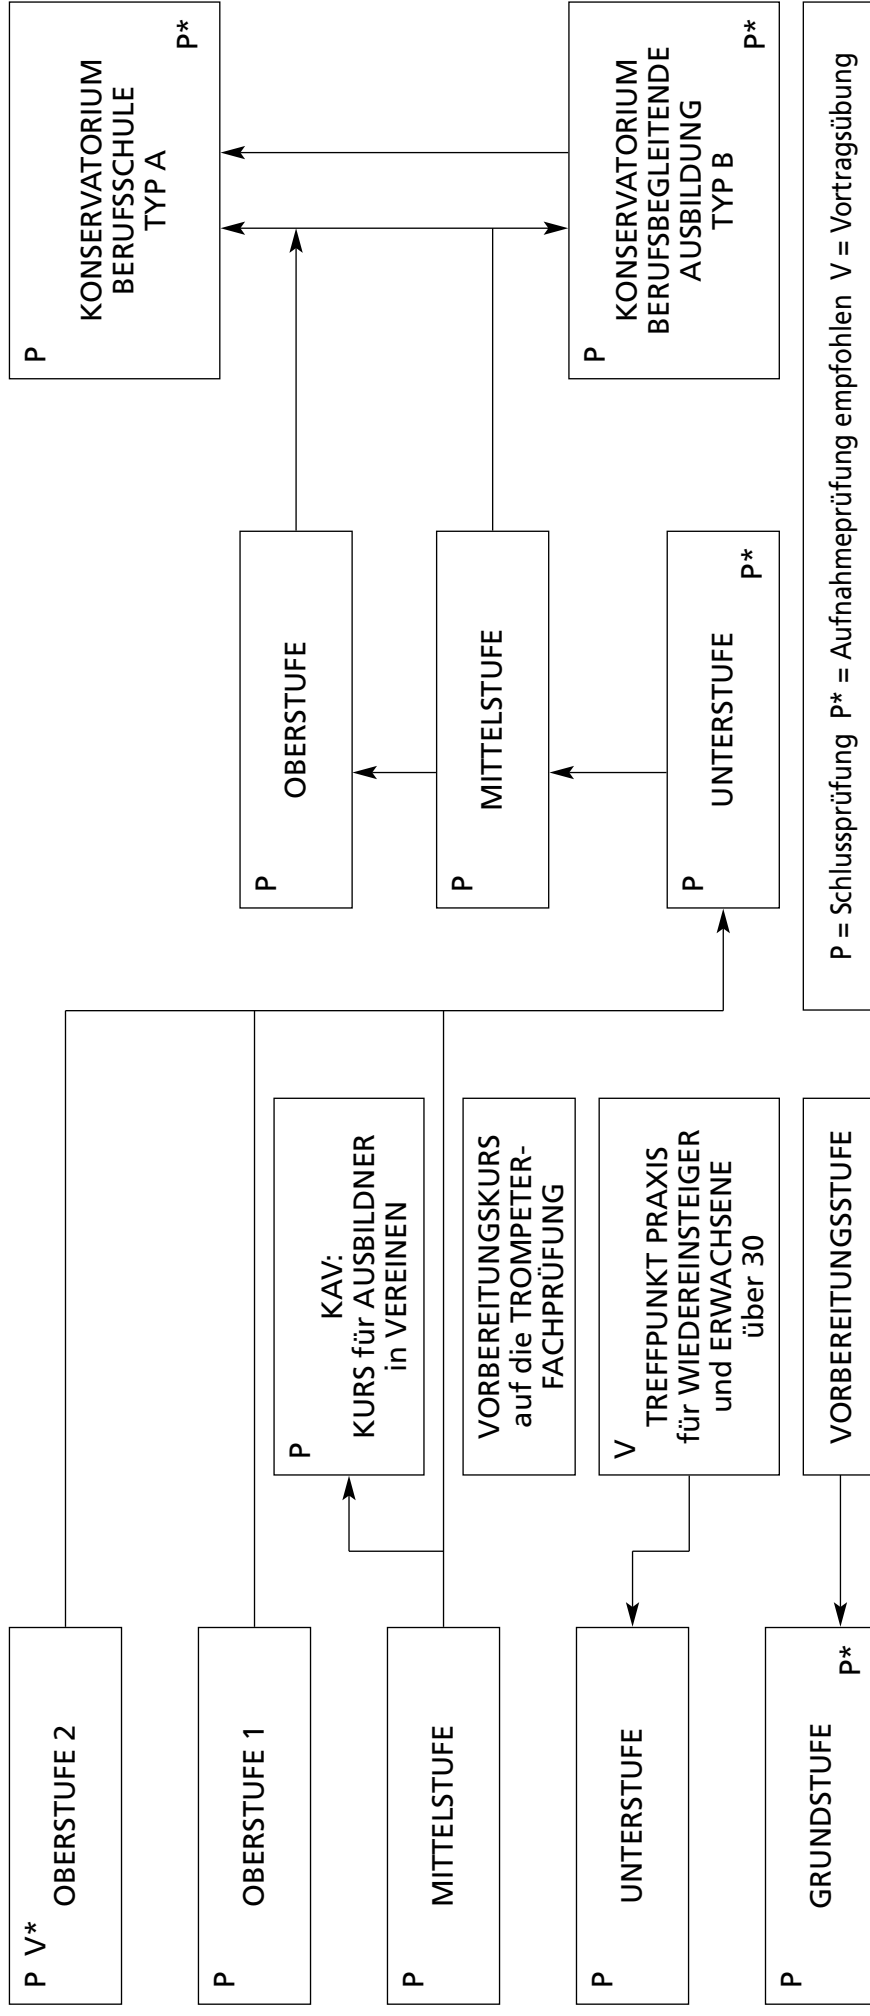 P V*
OBERSTUFE 2
P
OBERSTUFE 1
P
MITTELSTUFE
P
UNTERSTUFE
P
GRUNDSTUFE
P*
P
KAV:
KURS für AUSBILDNER
in VEREINEN
VORBEREITUNGSKURS
auf die TROMPETER-
FACHPRÜFUNG
V
TREFFPUNKT PRAXIS
für WIEDEREINSTEIGER
und ERWACHSENE
über 30
VORBEREITUNGSSTUFE
P
OBERSTUFE
P
MITTELSTUFE
P
UNTERSTUFE
P*
P
KONSERVATORIUM
BERUFSSCHULE
TYP A
P*
P
KONSERVATORIUM
BERUFSBEGLEITENDE
AUSBILDUNG
TYP B
P*
P = Schlussprüfung P* = Aufnahmeprüfung empfohlen V = Vortragsübung